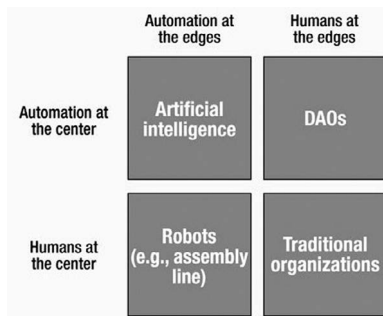 Automation at
the edges
Humans at
the edges
Automation at
the center
Artificial
intelligence
DAOs
Humans at
the center
Robots
(e.g., assembly
line)
Traditional
organizations